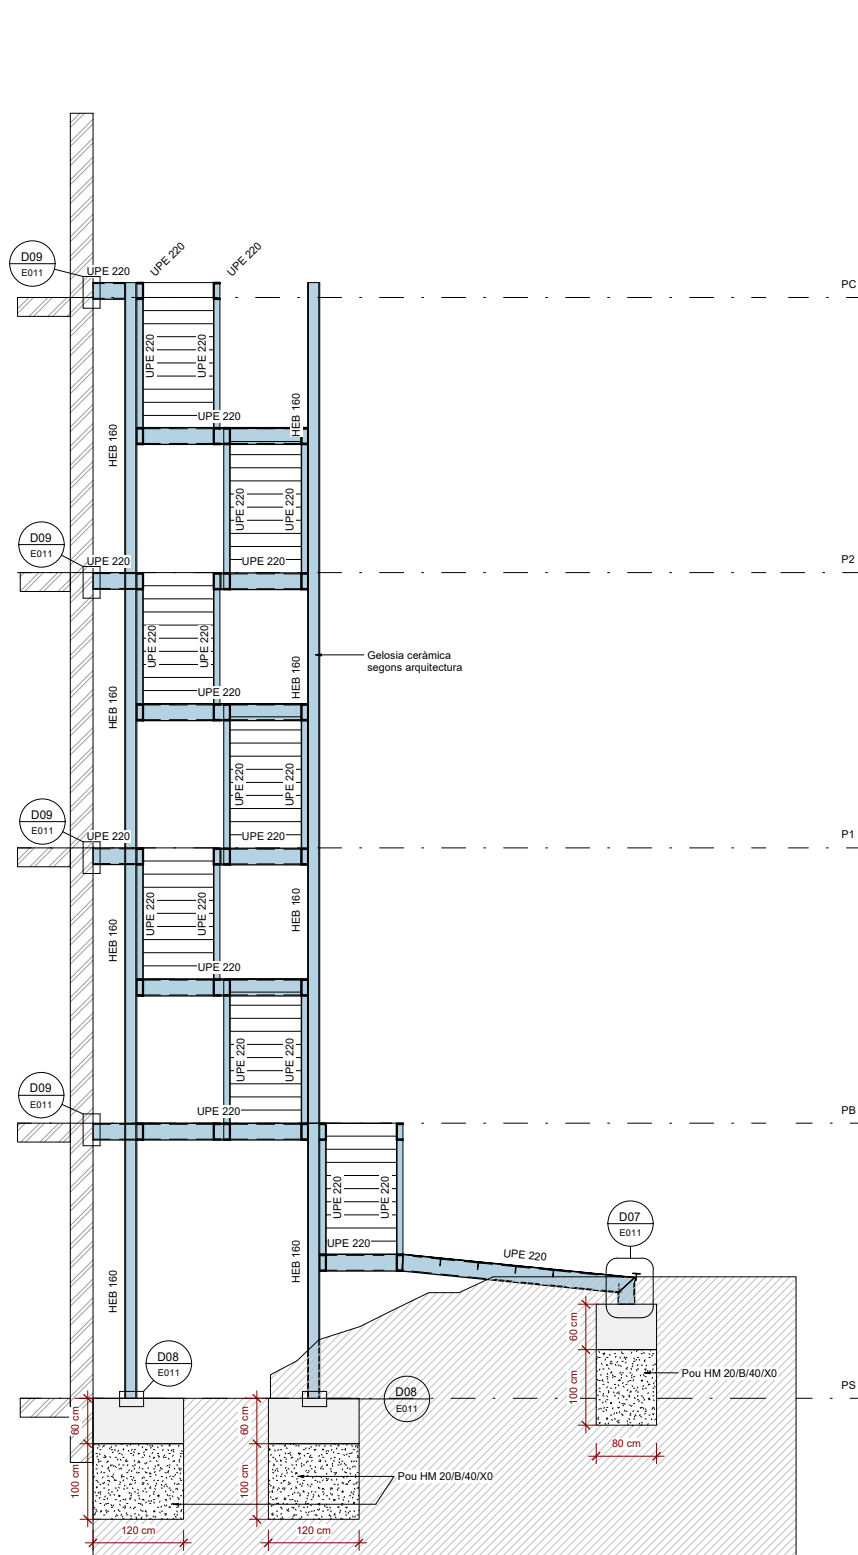 UPE 220
UPE 220
D09
E011
UPE 220
PC
UPE 220
UPE 220
HEB 160
UPE 220
HEB 160
UPE 220
UPE 220
D09
E011
UPE 220
UPE 220
P2
UPE 220
UPE 220
Gelosia ceràmica
segons arquitectura
HEB 160
UPE 220
HEB 160
UPE 220
UPE 220
D09
E011
UPE 220
UPE 220
P1
UPE 220
UPE 220
HEB 160
HEB 160
UPE 220
UPE 220
UPE 220
D09
E011
UPE 220
PB
UPE 220
UPE 220
D07
E011
UPE 220
UPE 220
HEB 160
HEB 160
60 cm
100 cm
Pou HM 20/B/40/X0
80 cm
D08
E011
D08
E011
PS
60 cm
60 cm
100 cm
100 cm
Pou HM 20/B/40/X0
120 cm
120 cm